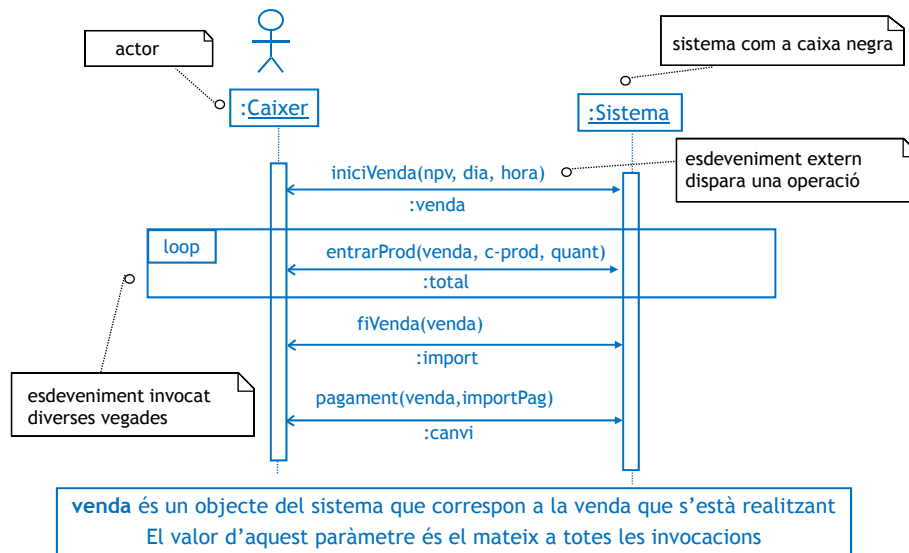 actor
sistema com a caixa negra
:Caixer
:Sistema
esdeveniment extern
dispara una operació
iniciVenda(npv, dia, hora)
:venda
loop
entrarProd(venda, c-prod, quant)
:total
fiVenda(venda)
:import
esdeveniment invocat
diverses vegades
pagament(venda,importPag)
:canvi
venda és un objecte del sistema que correspon a la venda que s’està realitzant
El valor d’aquest paràmetre és el mateix a totes les invocacions